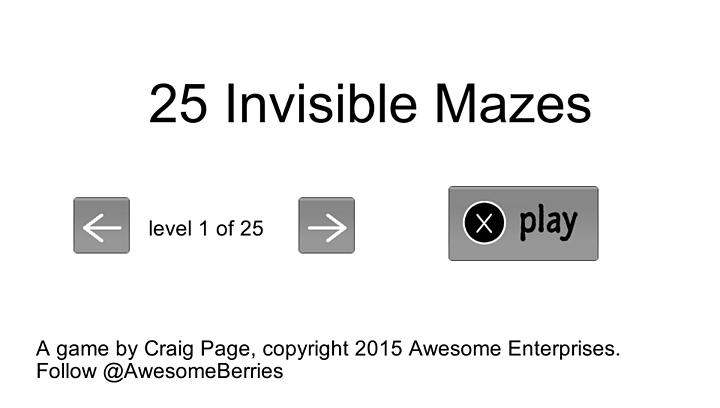 25 Invisible Mazes
level 1 of 25
X play
A game by Craig Page, copyright 2015 Awesome Enterprises.
Follow @AwesomeBerries